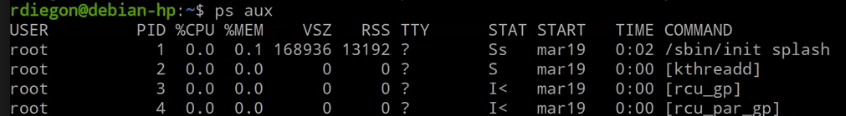 rdiegon@debian-hp:~$ ps aux
USER PID %CPU %MEM VSZ RSS TTY STAT START TIME COMMAND
root 1 0.0 0.1 168936 13192 ? Ss mar19 0:02 /sbin/init splash
root 2 0.0 0.0 0 0 ? S mar19 0:00 [kthreadd]
root 3 0.0 0.0 0 0 ? I< mar19 0:00 [rcu_gp]
root 4 0.0 0.0 0 0 ? I< mar19 0:00 [rcu_par_gp]